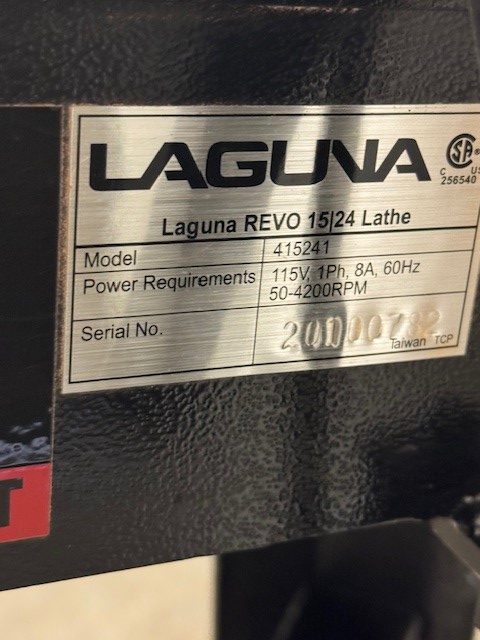 LAGUNA
SA®
C US
256540
Laguna REVO 15|24 Lathe
Model 415241
Power Requirements 115V, 1Ph, 8A, 60Hz
50-4200RPM
Serial No.
Taiwan TCP
T